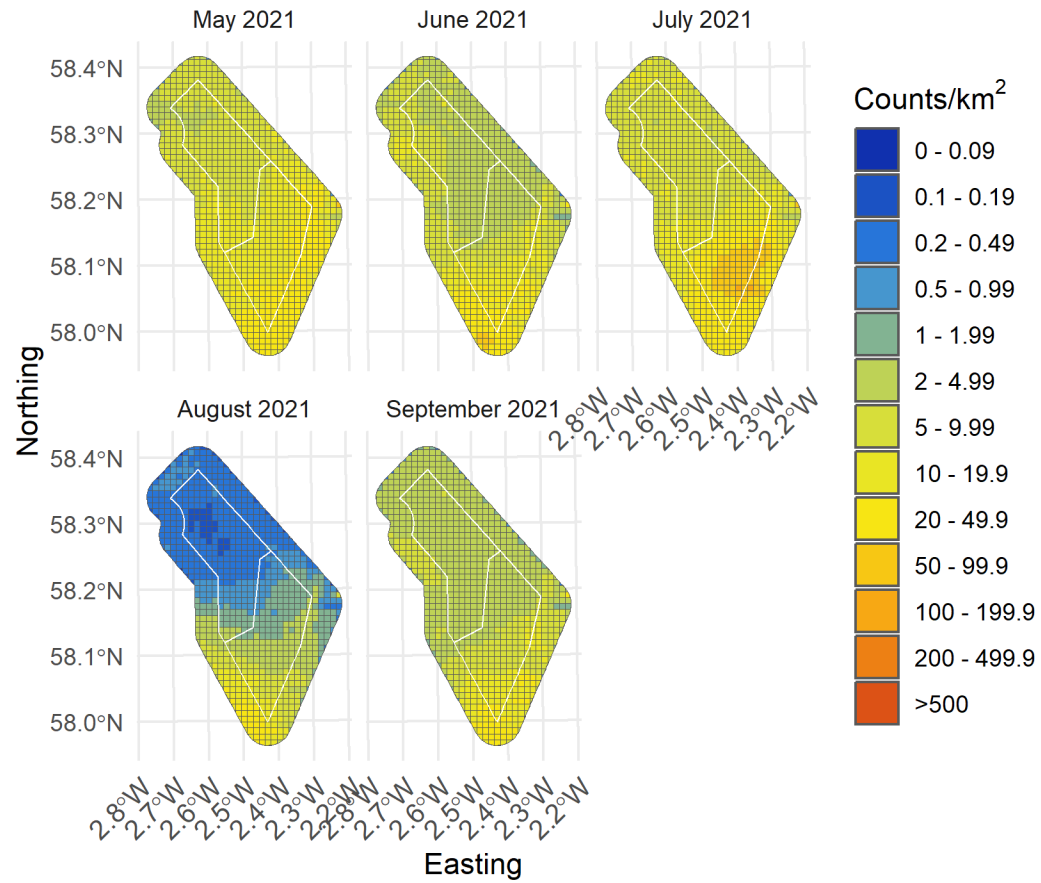 May 2021
June 2021
July 2021
58.4°N
58.3°N
58.2°N
58.1°N
58.0°N
2.8°W
2.7°W
2.6°W
2.5°W
2.4°W
2.3°W
2.2°W
August 2021
September 2021
58.4°N
58.3°N
58.2°N
58.1°N
58.0°N
2.8°W
2.7°W
2.6°W
2.5°W
2.4°W
2.3°W
2.2°W
2.8°W
2.7°W
2.6°W
2.5°W
2.4°W
2.3°W
2.2°W
Northing
Easting
Counts/km²
0 - 0.09
0.1 - 0.19
0.2 - 0.49
0.5 - 0.99
1 - 1.99
2 - 4.99
5 - 9.99
10 - 19.9
20 - 49.9
50 - 99.9
100 - 199.9
200 - 499.9
>500